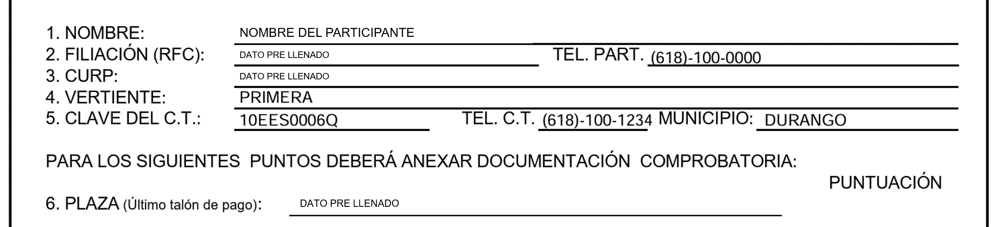 1. NOMBRE: NOMBRE DEL PARTICIPANTE
2. FILIACIÓN (RFC): DATO PRE LLENADO TEL. PART. (618)-100-0000
3. CURP: DATO PRE LLENADO
4. VERTIENTE: PRIMERA
5. CLAVE DEL C.T.: 10EES0006Q TEL. C.T. (618)-100-1234 MUNICIPIO: DURANGO
PARA LOS SIGUIENTES PUNTOS DEBERÁ ANEXAR DOCUMENTACIÓN COMPROBATORIA:
PUNTUACIÓN
6. PLAZA (Último talón de pago): DATO PRE LLENADO